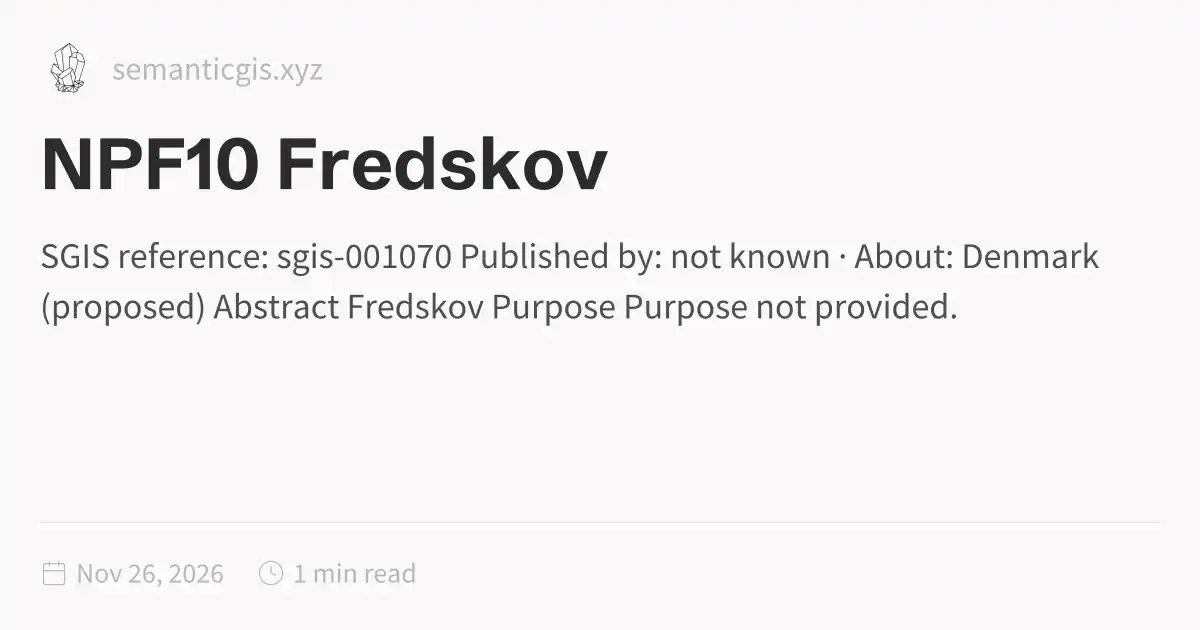 semanticgis.xyz
NPF10 Fredskov
SGIS reference: sgis-001070 Published by: not known · About: Denmark
(proposed) Abstract Fredskov Purpose Purpose not provided.
Nov 26, 2026
1 min read